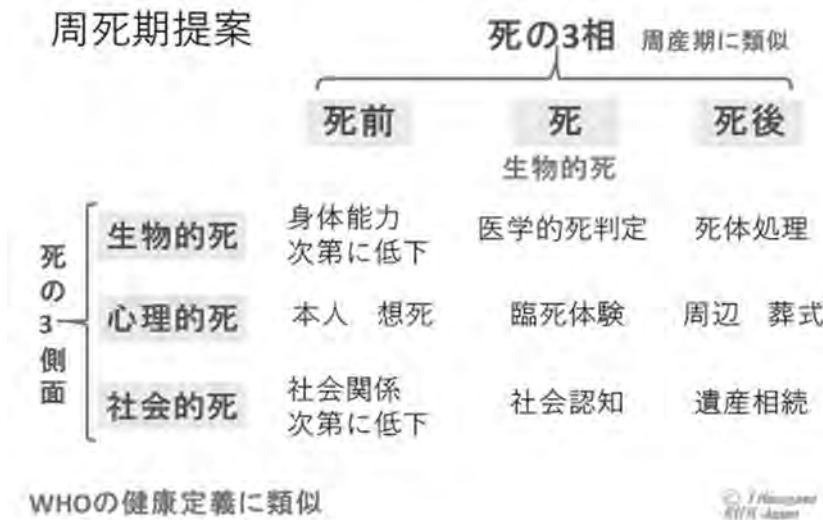 周死期提案
死の3相 周産期に類似
死前 死 死後
生物的死
死の3側面
生物的死 身体能力 次第に低下 医学的死判定 死体処理
心理的死 本人 想死 臨死体験 周辺 葬式
社会的死 社会関係 次第に低下 社会認知 遺産相続
WHOの健康定義に類似